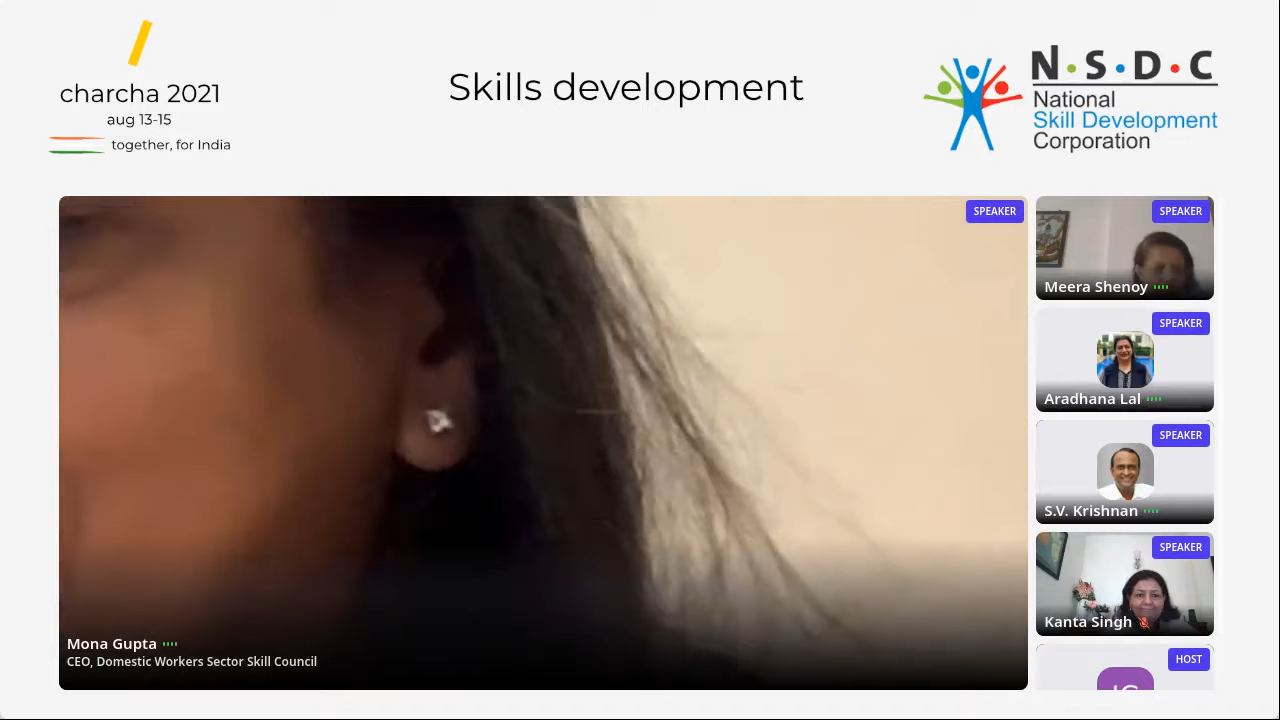 charcha 2021
aug 13-15
together, for India
Skills development
N·S·D·C
National
Skill Development
Corporation
SPEAKER
Mona Gupta
CEO, Domestic Workers Sector Skill Council
SPEAKER
Meera Shenoy
SPEAKER
Aradhana Lal
SPEAKER
S.V. Krishnan
SPEAKER
Kanta Singh
HOST